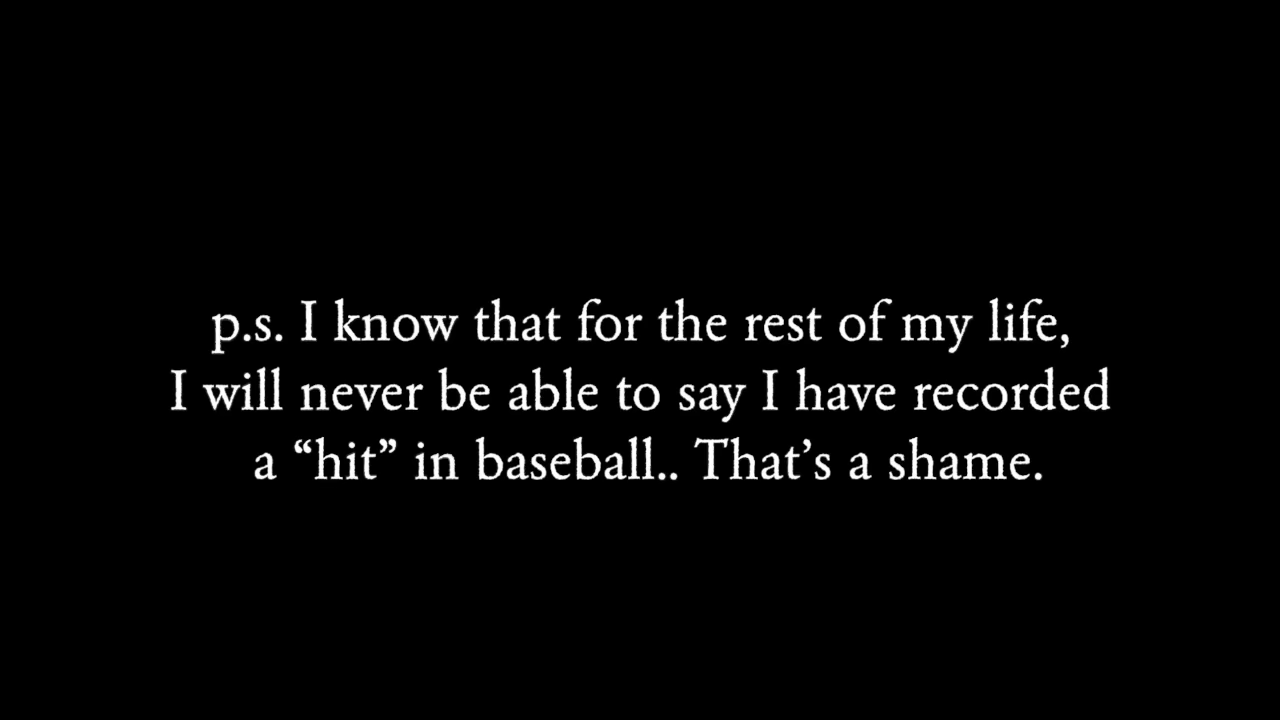 p.s. I know that for the rest of my life,
I will never be able to say I have recorded
a “hit” in baseball.. That’s a shame.